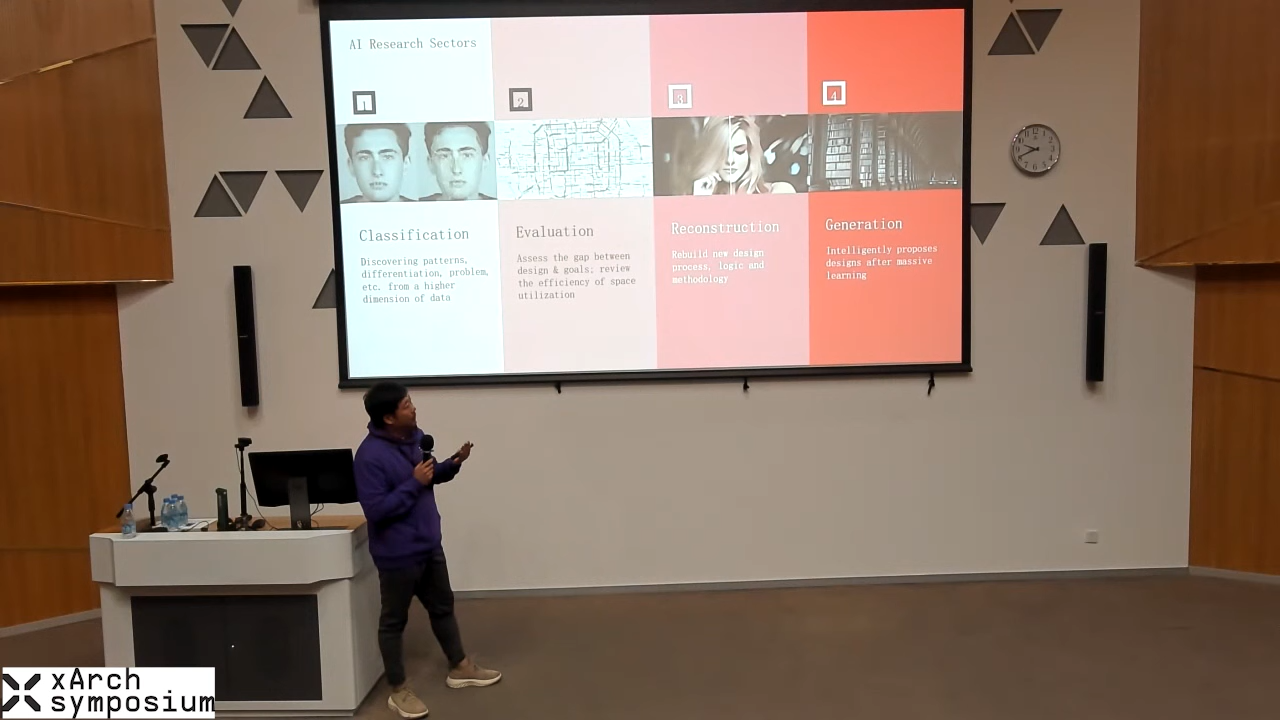 AI Research Sectors
1
2
3
4
Classification
Discovering patterns,
differentiation, problem,
etc. from a higher
dimension of data
Evaluation
Assess the gap between
design & goals; review
the efficiency of space
utilization
Reconstruction
Rebuild new design
process, logic and
methodology
Generation
Intelligently proposes
designs after massive
learning
xArch
symposium